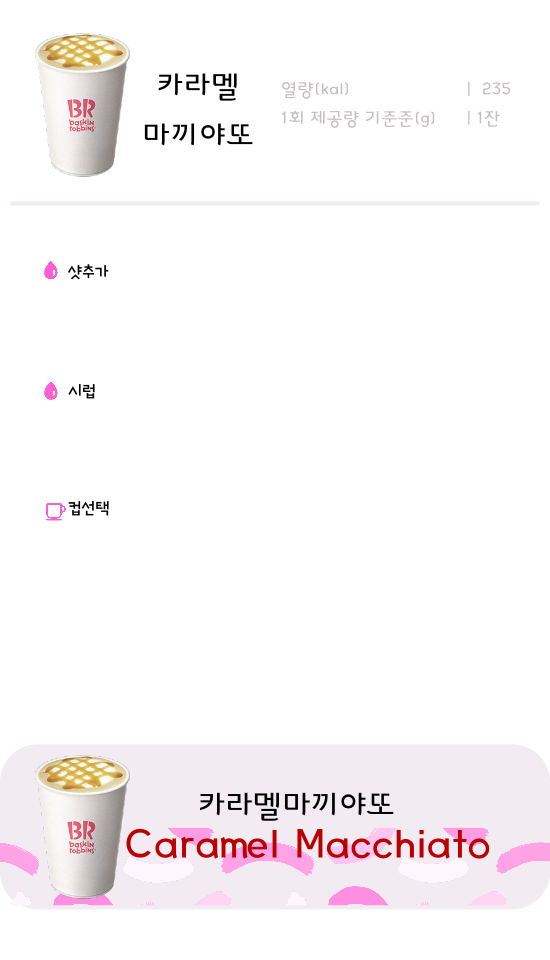 BR
baskin
robbins
카라멜
마끼야또
열량(kal) | 235
1회 제공량 기준준(g) | 1잔
샷추가
시럽
컵선택
BR
baskin
robbins
카라멜마끼야또
Caramel Macchiato